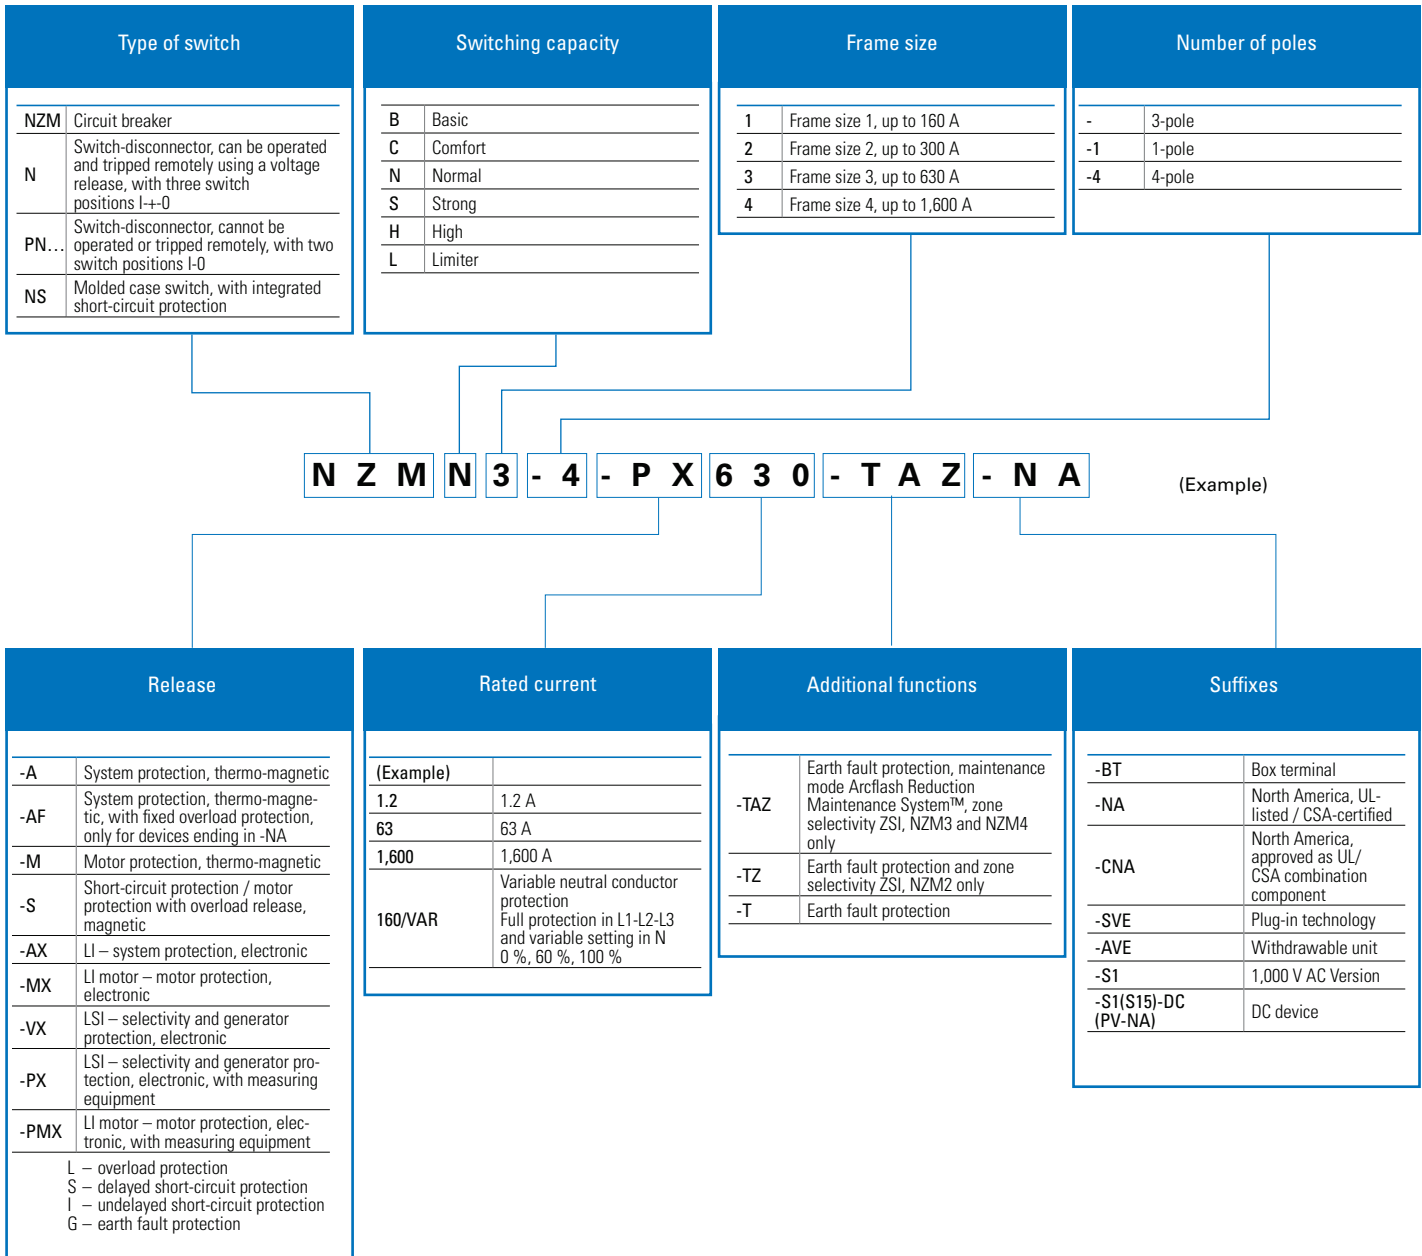 Type of switch
NZM Circuit breaker
N Switch-disconnector, can be operated
and tripped remotely using a voltage
release, with three switch
positions I-+-0
PN… Switch-disconnector, cannot be
operated or tripped remotely, with two
switch positions I-0
NS Molded case switch, with integrated
short-circuit protection
Switching capacity
B Basic
C Comfort
N Normal
S Strong
H High
L Limiter
Frame size
1 Frame size 1, up to 160 A
2 Frame size 2, up to 300 A
3 Frame size 3, up to 630 A
4 Frame size 4, up to 1,600 A
Number of poles
- 3-pole
-1 1-pole
-4 4-pole
N Z M N 3 - 4 - P X 6 3 0 - T A Z - N A (Example)
Release
-A System protection, thermo-magnetic
-AF System protection, thermo-magne-
tic, with fixed overload protection,
only for devices ending in -NA
-M Motor protection, thermo-magnetic
-S Short-circuit protection / motor
protection with overload release,
magnetic
-AX LI – system protection, electronic
-MX LI motor – motor protection,
electronic
-VX LSI – selectivity and generator
protection, electronic
-PX LSI – selectivity and generator pro-
tection, electronic, with measuring
equipment
-PMX LI motor – motor protection, elec-
tronic, with measuring equipment
L – overload protection
S – delayed short-circuit protection
I – undelayed short-circuit protection
G – earth fault protection
Rated current
(Example)
1.2 1.2 A
63 63 A
1,600 1,600 A
160/VAR Variable neutral conductor
protection
Full protection in L1-L2-L3
and variable setting in N
0 %, 60 %, 100 %
Additional functions
-TAZ Earth fault protection, maintenance
mode Arcflash Reduction
Maintenance System™, zone
selectivity ZSI, NZM3 and NZM4
only
-TZ Earth fault protection and zone
selectivity ZSI, NZM2 only
-T Earth fault protection
Suffixes
-BT Box terminal
-NA North America, UL-
listed / CSA-certified
-CNA North America,
approved as UL/
CSA combination
component
-SVE Plug-in technology
-AVE Withdrawable unit
-S1 1,000 V AC Version
-S1(S15)-DC
(PV-NA) DC device